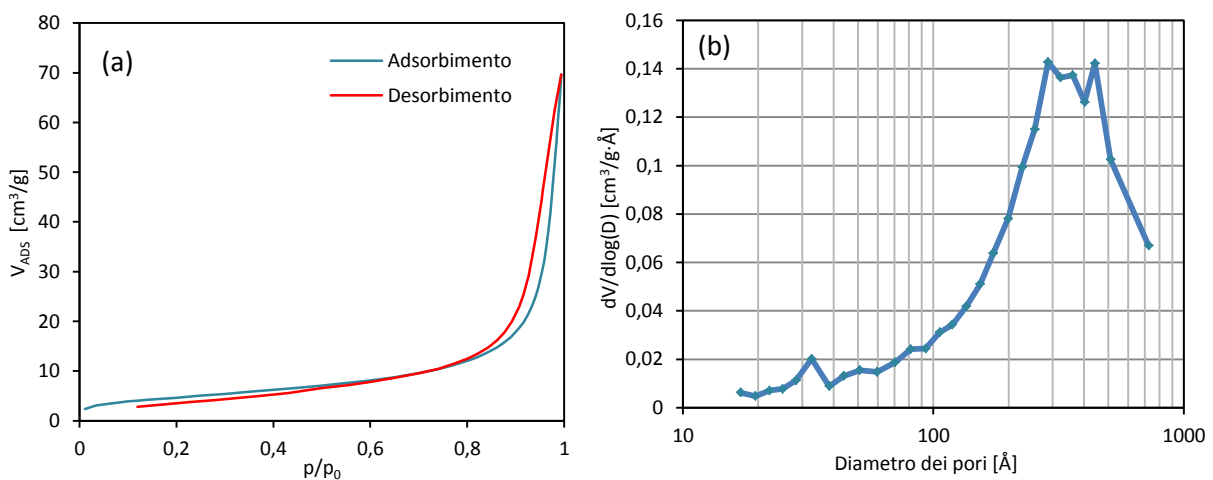 (a)
Adsorbimento
Desorbimento
V_ADS [cm³/g]
80
70
60
50
40
30
20
10
0
0 0,2 0,4 0,6 0,8 1
p/p₀
(b)
dV/dlog(D) [cm³/g·Å]
0,16
0,14
0,12
0,1
0,08
0,06
0,04
0,02
0
10 100 1000
Diametro dei pori [Å]